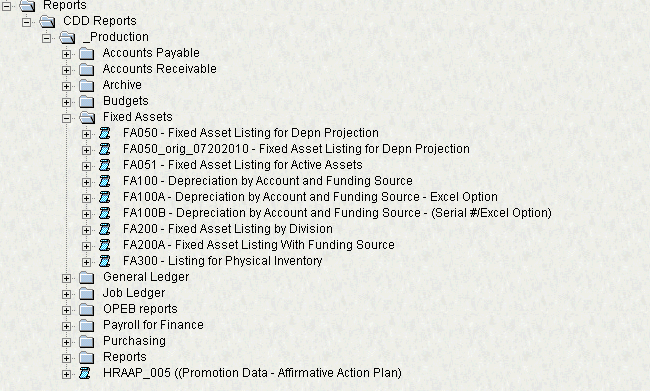 Reports
CDD Reports
_Production
Accounts Payable
Accounts Receivable
Archive
Budgets
Fixed Assets
FA050 - Fixed Asset Listing for Depn Projection
FA050_orig_07202010 - Fixed Asset Listing for Depn Projection
FA051 - Fixed Asset Listing for Active Assets
FA100 - Depreciation by Account and Funding Source
FA100A - Depreciation by Account and Funding Source - Excel Option
FA100B - Depreciation by Account and Funding Source - (Serial #/Excel Option)
FA200 - Fixed Asset Listing by Division
FA200A - Fixed Asset Listing With Funding Source
FA300 - Listing for Physical Inventory
General Ledger
Job Ledger
OPEB reports
Payroll for Finance
Purchasing
Reports
HRAAP_005 ((Promotion Data - Affirmative Action Plan)